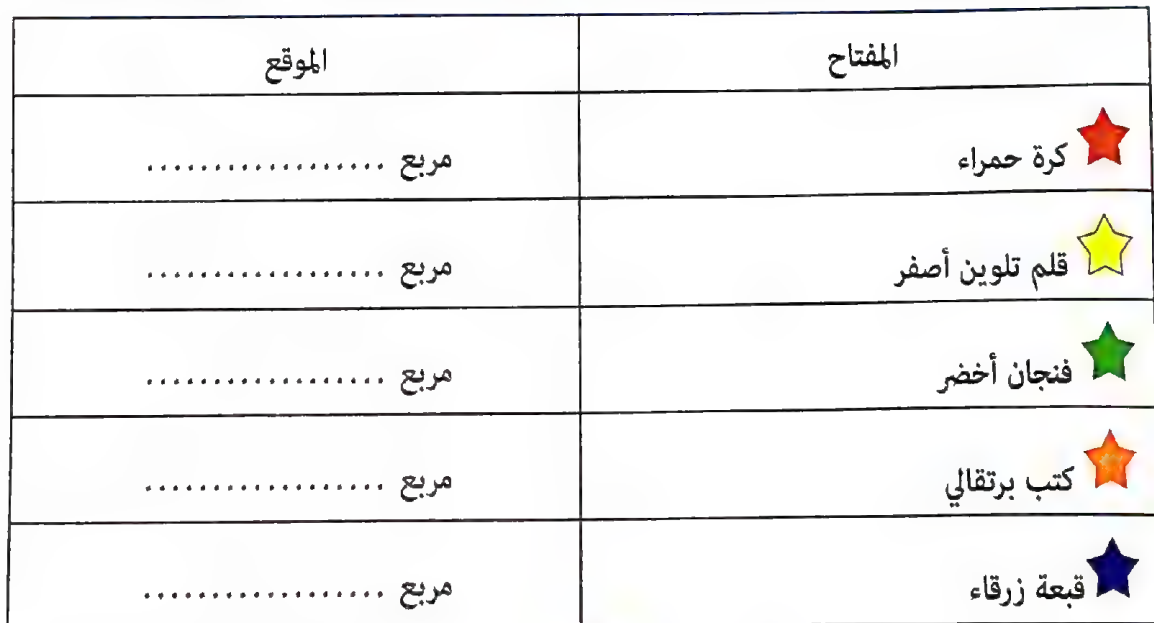 المفتاح الموقع
كرة حمراء مربع ..................
قلم تلوين أصفر مربع ..................
فنجان أخضر مربع ..................
كتب برتقالي مربع ..................
قبعة زرقاء مربع ..................